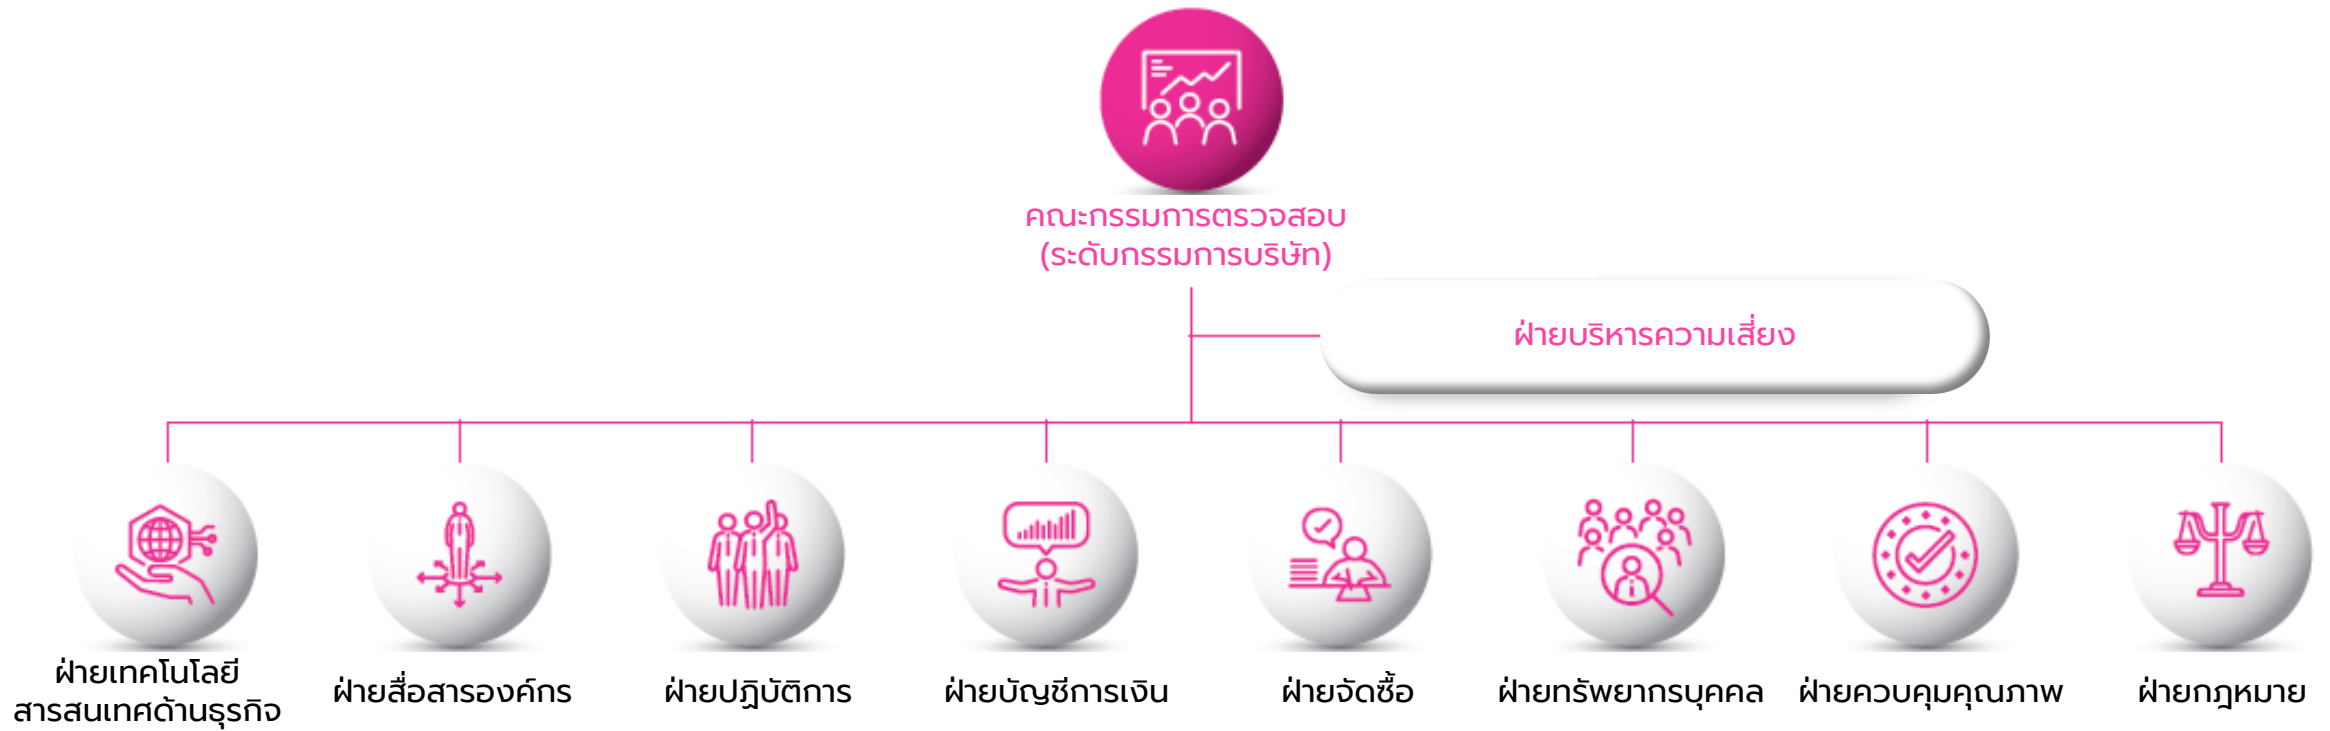 คณะกรรมการตรวจสอบ
(ระดับกรรมการบริษัท)
ฝ่ายบริหารความเสี่ยง
ฝ่ายเทคโนโลยี
สารสนเทศด้านธุรกิจ
ฝ่ายสื่อสารองค์กร
ฝ่ายปฏิบัติการ
ฝ่ายบัญชีการเงิน
ฝ่ายจัดซื้อ
ฝ่ายทรัพยากรบุคคล
ฝ่ายควบคุมคุณภาพ
ฝ่ายกฎหมาย